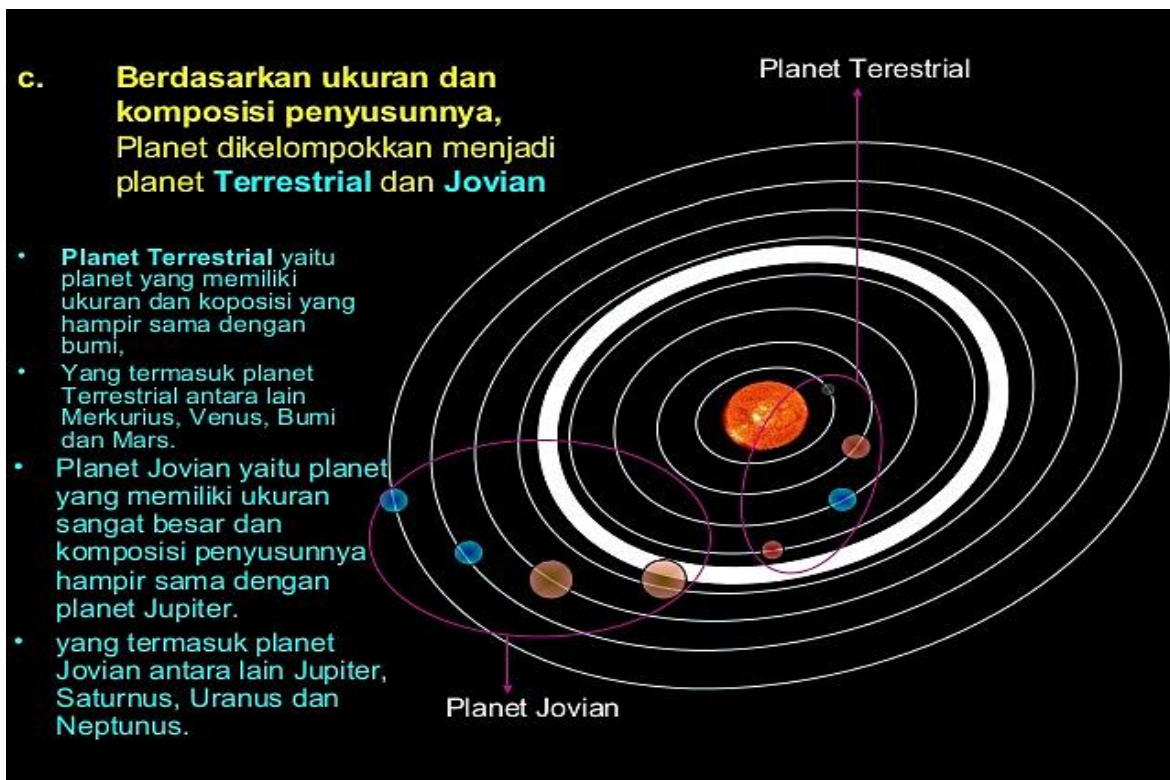 c. Berdasarkan ukuran dan
komposisi penyusunnya,
Planet dikelompokkan menjadi
planet Terrestrial dan Jovian
• Planet Terrestrial yaitu
planet yang memiliki
ukuran dan koposisi yang
hampir sama dengan
bumi,
• Yang termasuk planet
Terrestrial antara lain
Merkurius, Venus, Bumi
dan Mars.
• Planet Jovian yaitu planet
yang memiliki ukuran
sangat besar dan
komposisi penyusunnya
hampir sama dengan
planet Jupiter.
• yang termasuk planet
Jovian antara lain Jupiter,
Saturnus, Uranus dan
Neptunus.
Planet Terestrial
Planet Jovian